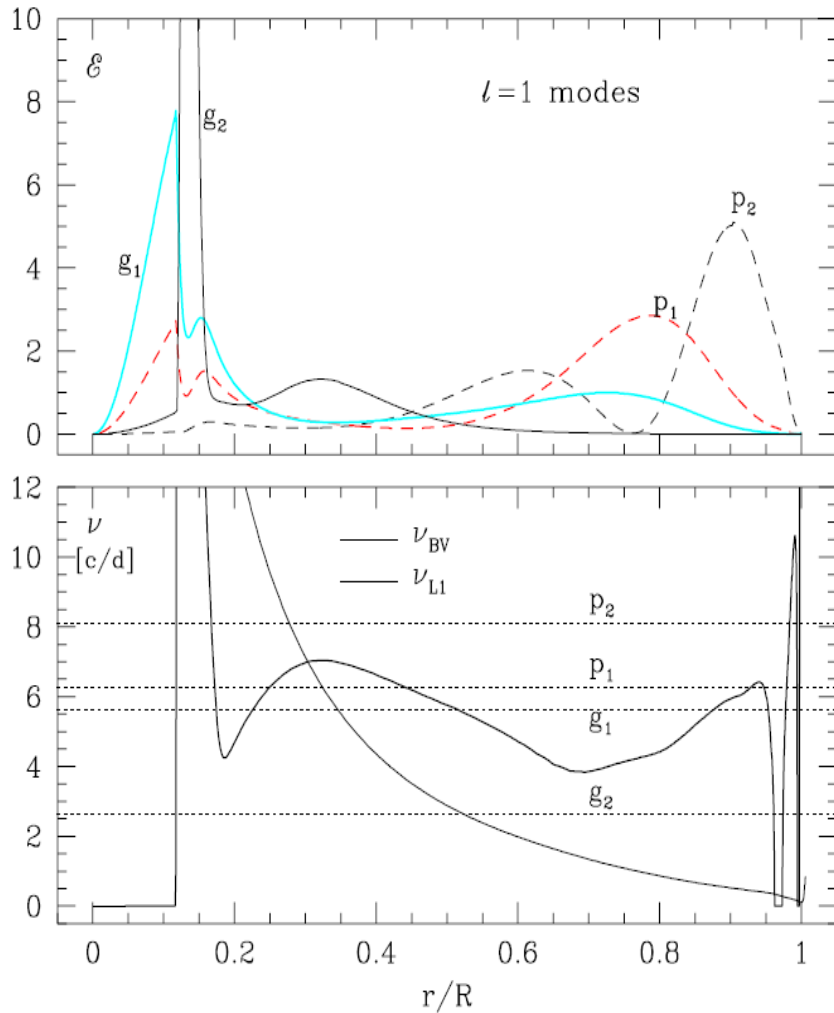 10
ℰ
ℓ=1 modes
8
g₂
6
p₂
4
g₁
p₁
2
0
12
ν
[c/d]
ν_BV
10
ν_L1
8
p₂
6
p₁
g₁
4
g₂
2
0
0 0.2 0.4 0.6 0.8 1
r/R